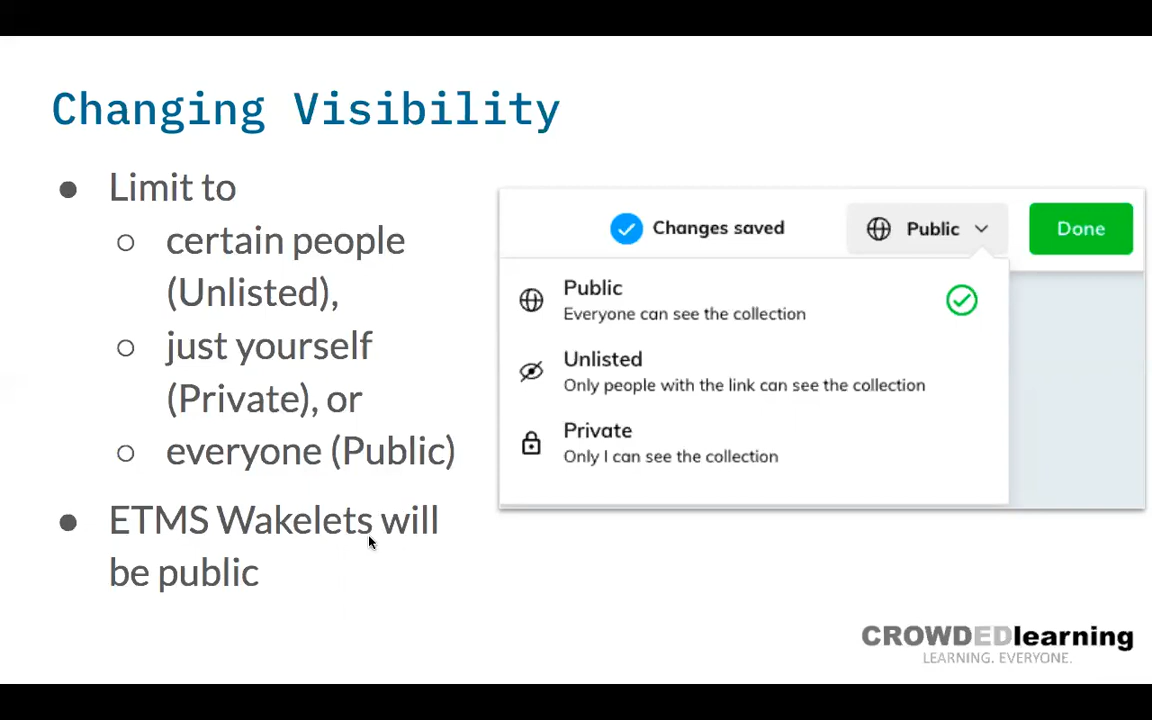 Changing Visibility
● Limit to
○ certain people
(Unlisted),
○ just yourself
(Private), or
○ everyone (Public)
● ETMS Wakelets will
be public
Changes saved
Public
Done
Public
Everyone can see the collection
Unlisted
Only people with the link can see the collection
Private
Only I can see the collection
CROWDEDlearning
LEARNING. EVERYONE.